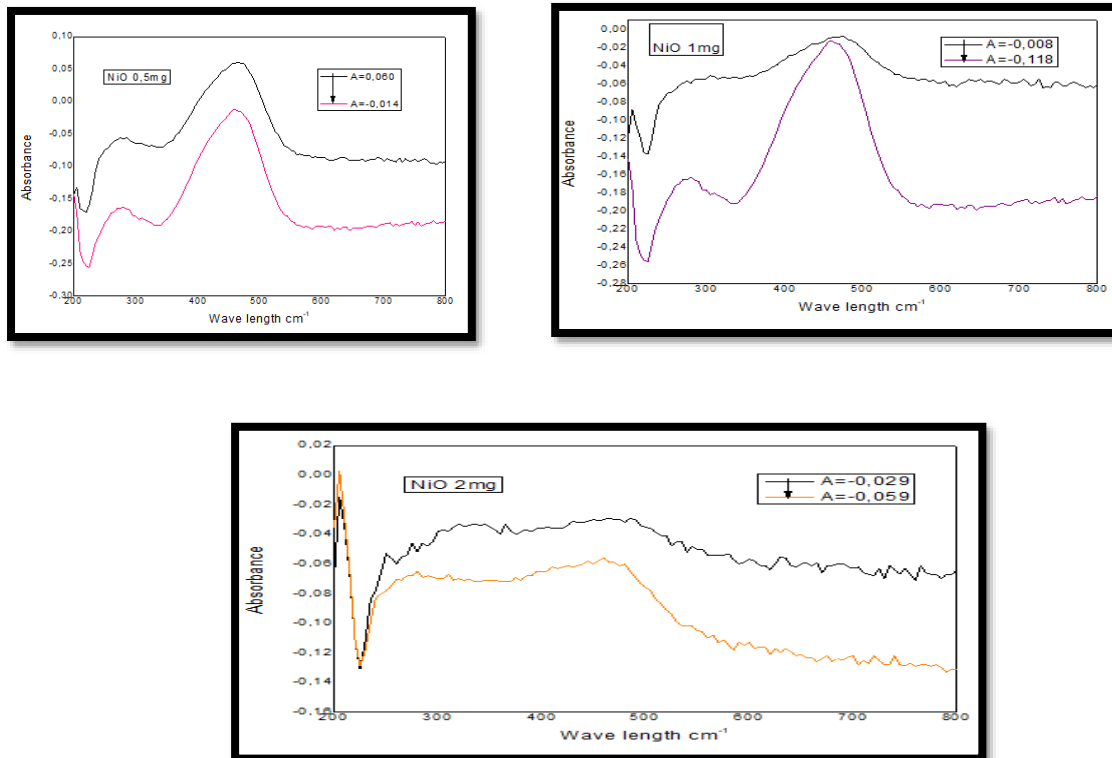 0,10
0,05
0,00
-0,05
-0,10
-0,15
-0,20
-0,25
-0,30
Absorbance
NiO 0,5mg
A=0,060
A=-0,014
200 300 400 500 600 700 800
Wave length cm⁻¹
0,00
-0,02
-0,04
-0,06
-0,08
-0,10
-0,12
-0,14
-0,16
-0,18
-0,20
-0,22
-0,24
-0,26
-0,28
Absorbance
NiO 1mg
A=-0,008
A=-0,118
200 300 400 500 600 700 800
Wave length cm⁻¹
0,02
0,00
-0,02
-0,04
-0,06
-0,08
-0,10
-0,12
-0,14
-0,16
Absorbance
NiO 2mg
A=-0,029
A=-0,059
200 300 400 500 600 700 800
Wave length cm⁻¹